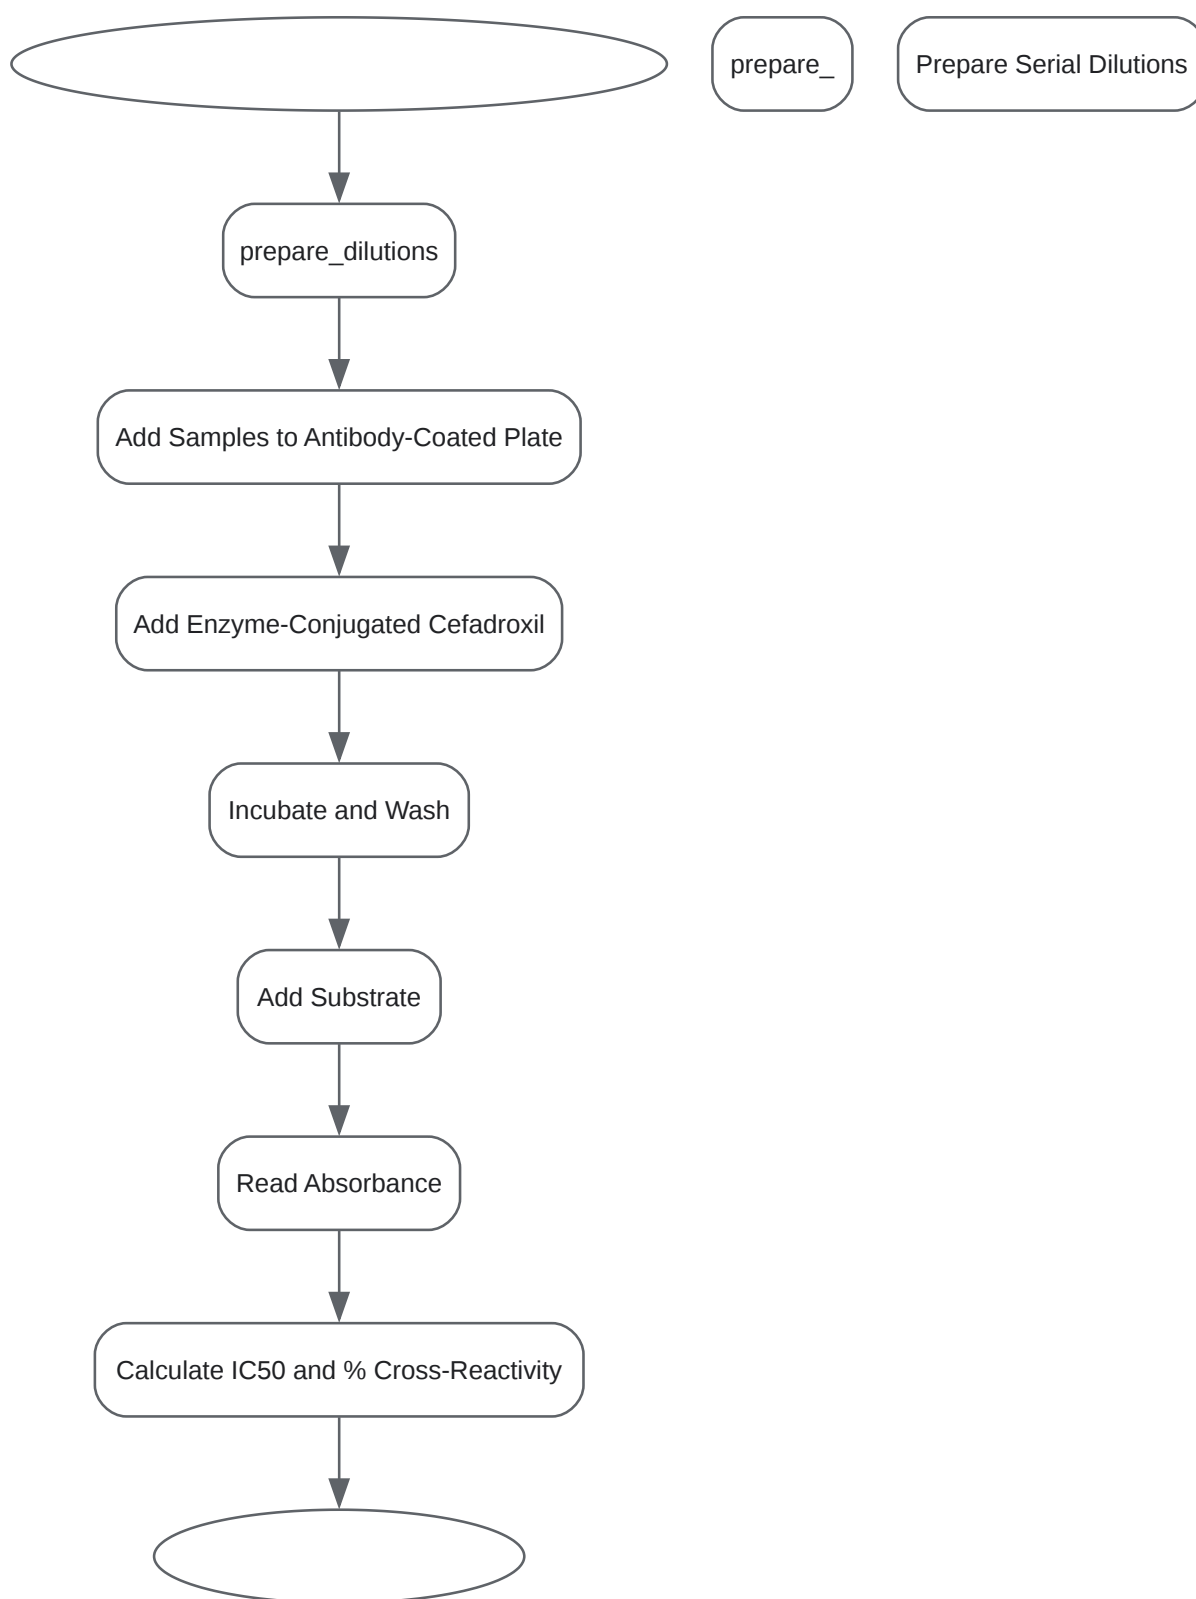 prepare_
Prepare Serial Dilutions
prepare_dilutions
Add Samples to Antibody-Coated Plate
Add Enzyme-Conjugated Cefadroxil
Incubate and Wash
Add Substrate
Read Absorbance
Calculate IC50 and % Cross-Reactivity